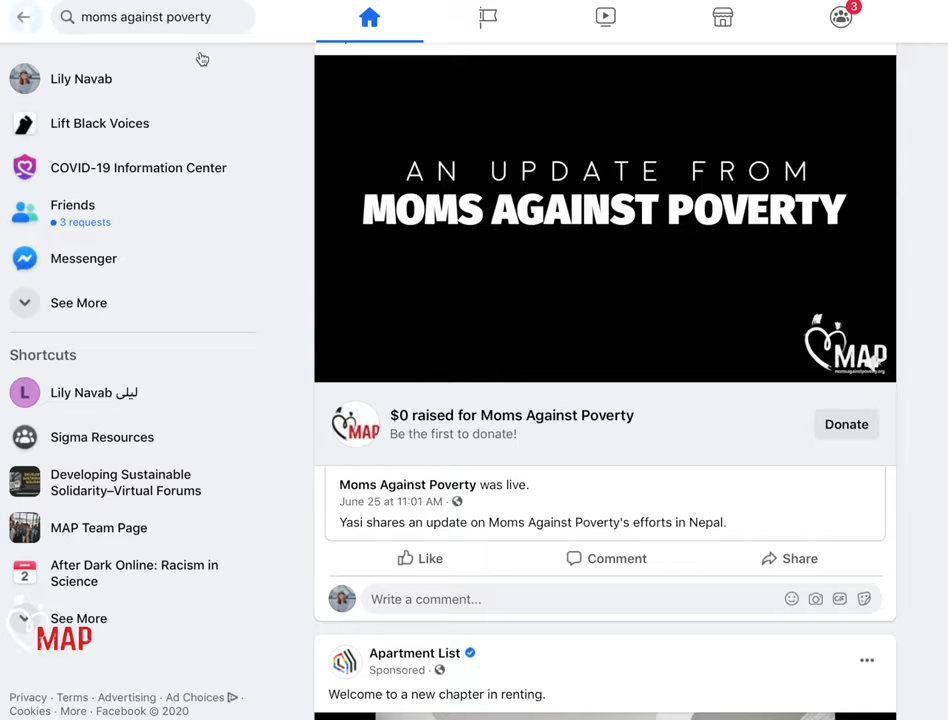 moms against poverty
3
Lily Navab
Lift Black Voices
COVID-19 Information Center
Friends
3 requests
Messenger
See More
Shortcuts
L
Lily Navab لیلی
Sigma Resources
Developing Sustainable
Solidarity–Virtual Forums
MAP Team Page
2
After Dark Online: Racism in
Science
See More
MAP
Privacy · Terms · Advertising · Ad Choices ·
Cookies · More · Facebook © 2020
AN UPDATE FROM
MOMS AGAINST POVERTY
MAP
momsagainstpoverty.org
MAP
$0 raised for Moms Against Poverty
Be the first to donate!
Donate
Moms Against Poverty was live.
June 25 at 11:01 AM ·
Yasi shares an update on Moms Against Poverty's efforts in Nepal.
Like
Comment
Share
Write a comment...
GIF
Apartment List
Sponsored ·
Welcome to a new chapter in renting.